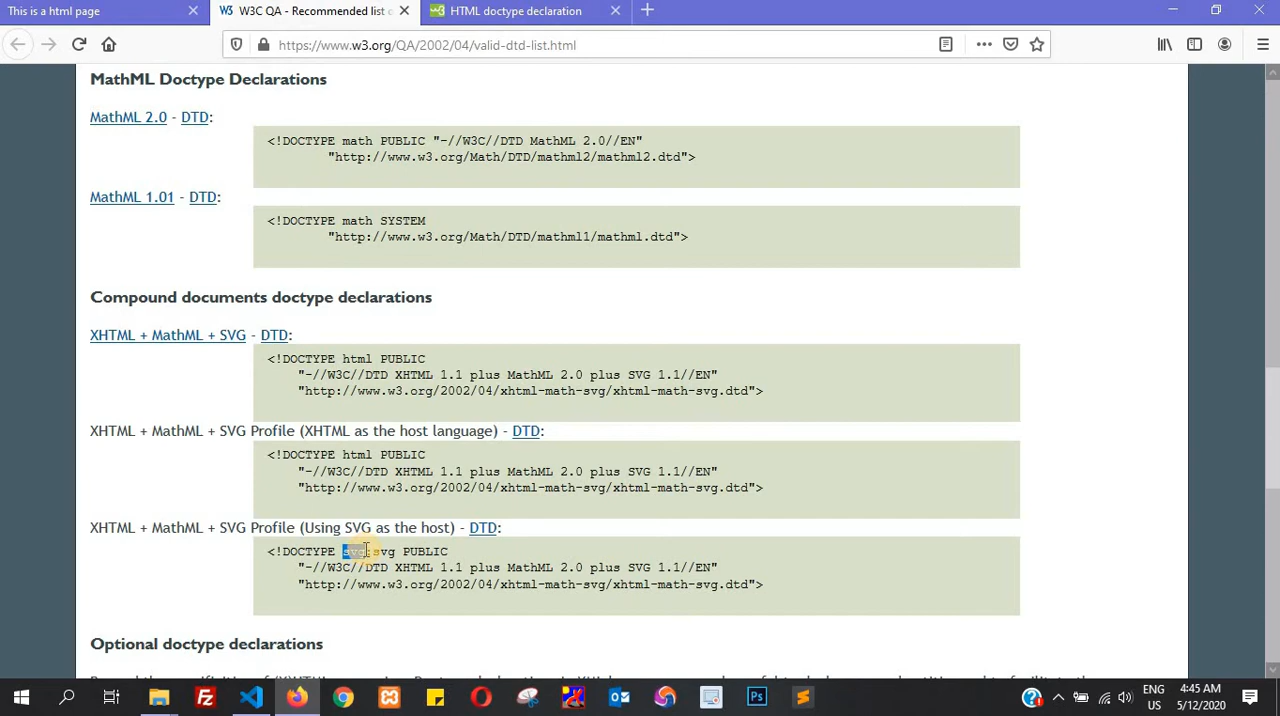 This is a html page
W3C QA - Recommended list o
HTML doctype declaration
https://www.w3.org/QA/2002/04/valid-dtd-list.html
MathML Doctype Declarations
MathML 2.0 - DTD:
<!DOCTYPE math PUBLIC "-//W3C//DTD MathML 2.0//EN"
"http://www.w3.org/Math/DTD/mathml2/mathml2.dtd">
MathML 1.01 - DTD:
<!DOCTYPE math SYSTEM
"http://www.w3.org/Math/DTD/mathml1/mathml.dtd">
Compound documents doctype declarations
XHTML + MathML + SVG - DTD:
<!DOCTYPE html PUBLIC
"-//W3C//DTD XHTML 1.1 plus MathML 2.0 plus SVG 1.1//EN"
"http://www.w3.org/2002/04/xhtml-math-svg/xhtml-math-svg.dtd">
XHTML + MathML + SVG Profile (XHTML as the host language) - DTD:
<!DOCTYPE html PUBLIC
"-//W3C//DTD XHTML 1.1 plus MathML 2.0 plus SVG 1.1//EN"
"http://www.w3.org/2002/04/xhtml-math-svg/xhtml-math-svg.dtd">
XHTML + MathML + SVG Profile (Using SVG as the host) - DTD:
<!DOCTYPE svg:svg PUBLIC
"-//W3C//DTD XHTML 1.1 plus MathML 2.0 plus SVG 1.1//EN"
"http://www.w3.org/2002/04/xhtml-math-svg/xhtml-math-svg.dtd">
Optional doctype declarations
ENG
US
4:45 AM
5/12/2020